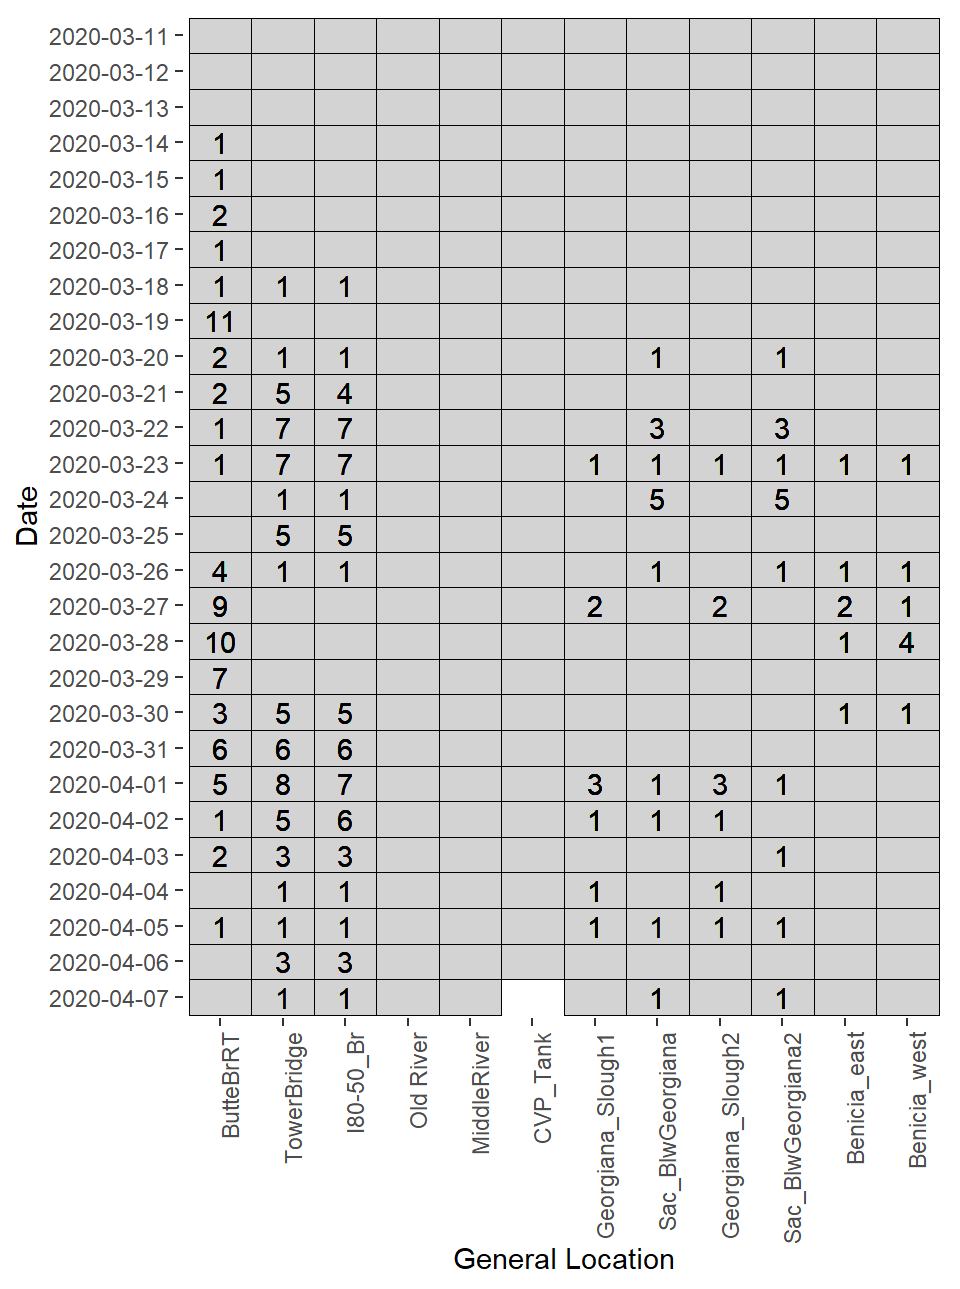 2020-03-11
2020-03-12
2020-03-13
2020-03-14 1
2020-03-15 1
2020-03-16 2
2020-03-17 1
2020-03-18 1 1 1
2020-03-19 11
2020-03-20 2 1 1 1 1
2020-03-21 2 5 4
2020-03-22 1 7 7 3 3
2020-03-23 1 7 7 1 1 1 1 1 1
2020-03-24 1 1 5 5
2020-03-25 5 5
2020-03-26 4 1 1 1 1 1 1
2020-03-27 9 2 2 2 1
2020-03-28 10 1 4
2020-03-29 7
2020-03-30 3 5 5 1 1
2020-03-31 6 6 6
2020-04-01 5 8 7 3 1 3 1
2020-04-02 1 5 6 1 1 1
2020-04-03 2 3 3 1
2020-04-04 1 1 1 1
2020-04-05 1 1 1 1 1 1 1
2020-04-06 3 3
2020-04-07 1 1 1 1
Date
ButteBrRT
TowerBridge
I80-50_Br
Old River
MiddleRiver
CVP_Tank
Georgiana_Slough1
Sac_BlwGeorgiana
Georgiana_Slough2
Sac_BlwGeorgiana2
Benicia_east
Benicia_west
General Location